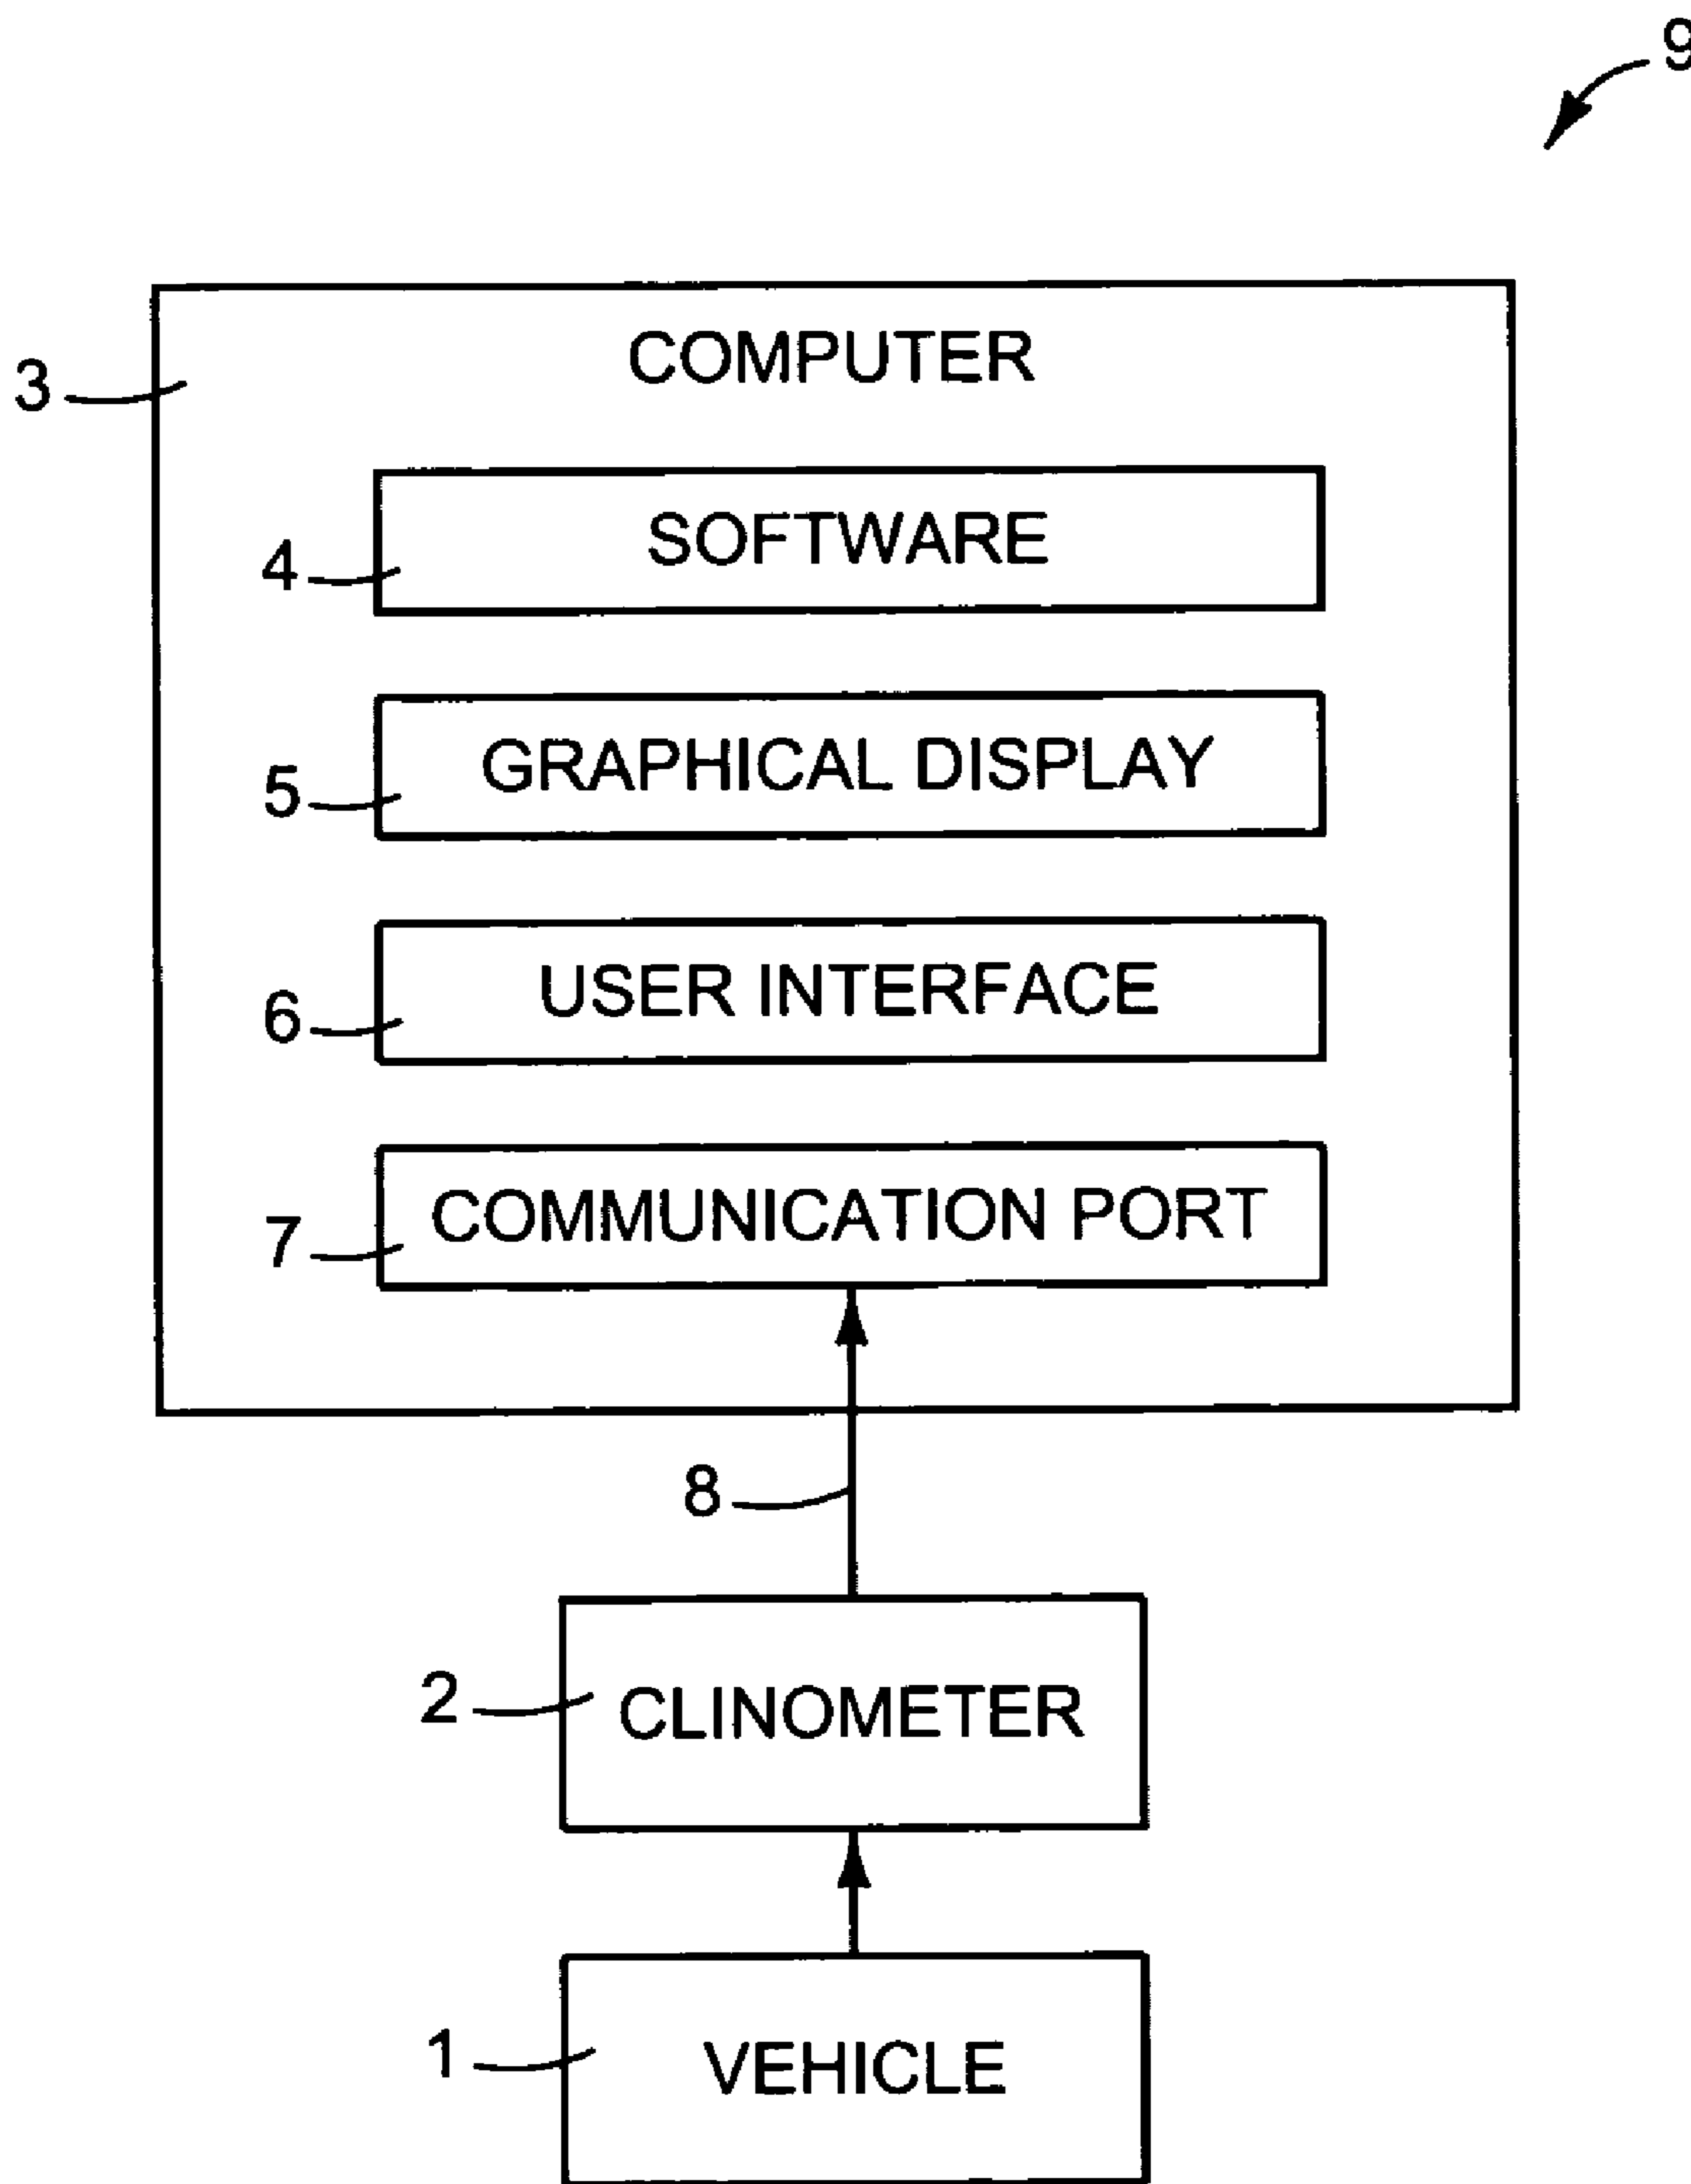 9
COMPUTER
3
SOFTWARE
4
GRAPHICAL DISPLAY
5
USER INTERFACE
6
COMMUNICATION PORT
7
8
CLINOMETER
2
VEHICLE
1